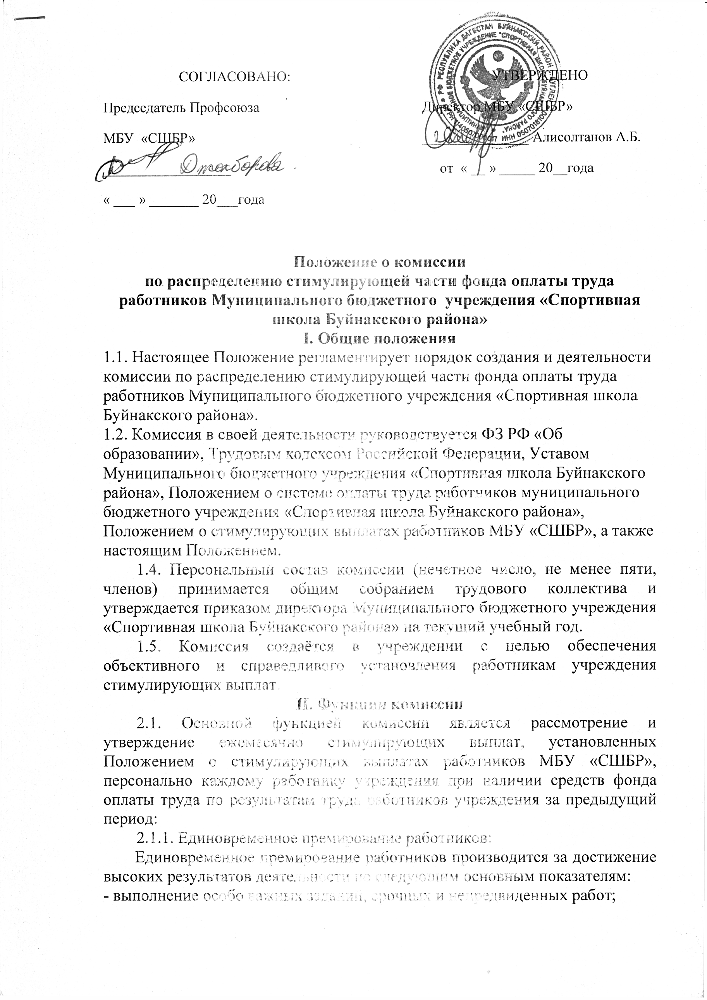 СОГЛАСОВАНО:
Председатель Профсоюза
МБУ «СШБР»
« ___ » _______ 20___года
УТВЕРЖДЕНО
Директор МБУ «СШБР»
_______________ Алисолтанов А.Б.
от « __ » _____ 20__года
РФ РЕСПУБЛИКА ДАГЕСТАН БУЙНАКСКИЙ РАЙОН
МУНИЦИПАЛЬНОЕ БЮДЖЕТНОЕ УЧРЕЖДЕНИЕ "СПОРТИВНАЯ ШКОЛА БУЙНАКСКОГО РАЙОНА"
Положение о комиссии
по распределению стимулирующей части фонда оплаты труда
работников Муниципального бюджетного учреждения «Спортивная
школа Буйнакского района»
I. Общие положения
1.1. Настоящее Положение регламентирует порядок создания и деятельности
комиссии по распределению стимулирующей части фонда оплаты труда
работников Муниципального бюджетного учреждения «Спортивная школа
Буйнакского района».
1.2. Комиссия в своей деятельности руководствуется ФЗ РФ «Об
образовании», Трудовым кодексом Российской Федерации, Уставом
Муниципального бюджетного учреждения «Спортивная школа Буйнакского
района», Положением о системе оплаты труда работников муниципального
бюджетного учреждения «Спортивная школа Буйнакского района»,
Положением о стимулирующих выплатах работников МБУ «СШБР», а также
настоящим Положением.
1.4. Персональный состав комиссии (нечетное число, не менее пяти,
членов) принимается общим собранием трудового коллектива и
утверждается приказом директора Муниципального бюджетного учреждения
«Спортивная школа Буйнакского района» на текущий учебный год.
1.5. Комиссия создаётся в учреждении с целью обеспечения
объективного и справедливого установления работникам учреждения
стимулирующих выплат.
II. Функции комиссии
2.1. Основной функцией комиссии является рассмотрение и
утверждение ежемесячно стимулирующих выплат, установленных
Положением о стимулирующих выплатах работников МБУ «СШБР»,
персонально каждому работнику учреждения при наличии средств фонда
оплаты труда по результатам труда работников учреждения за предыдущий
период:
2.1.1. Единовременное премирование работников:
Единовременное премирование работников производится за достижение
высоких результатов деятельности по следующим основным показателям:
- выполнение особо важных заданий, срочных и непредвиденных работ;